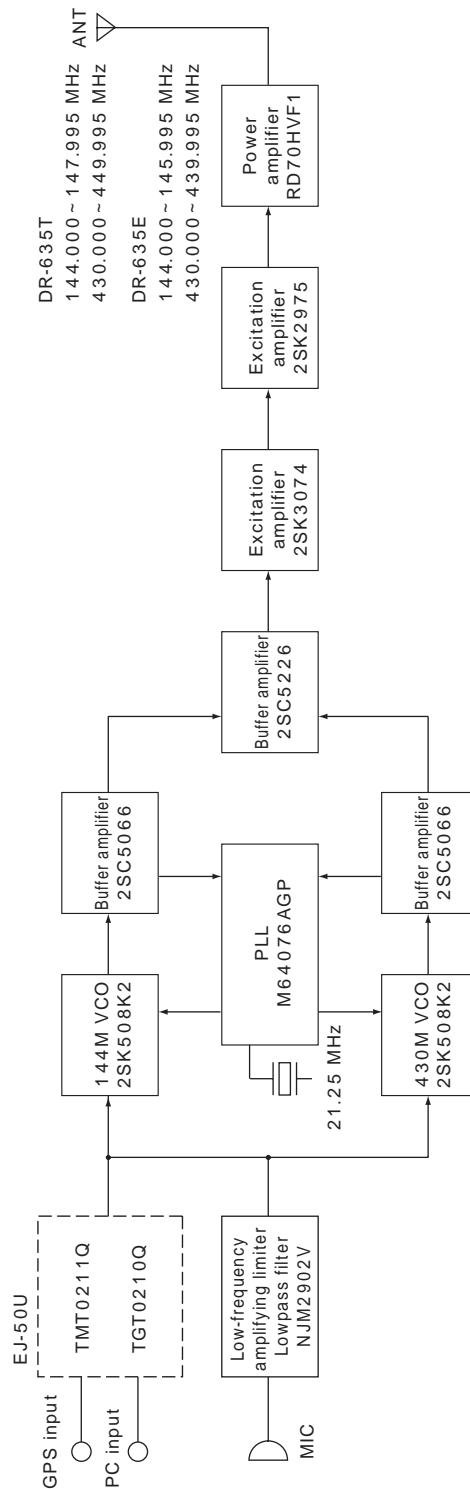 GPS input
PC input
EJ-50U
TMT0211Q
TGT0210Q
MIC
Low-frequency
amplifying limiter
Lowpass filter
NJM2902V
144M VCO
2SK508K2
Buffer amplifier
2SC5066
21.25 MHz
PLL
M64076AGP
430M VCO
2SK508K2
Buffer amplifier
2SC5066
Buffer amplifier
2SC5226
Excitation
amplifier
2SK3074
Excitation
amplifier
2SK2975
Power
amplifier
RD70HVF1
DR-635T
144.000 ~ 147.995 MHz
430.000 ~ 449.995 MHz
DR-635E
144.000 ~ 145.995 MHz
430.000 ~ 439.995 MHz
ANT